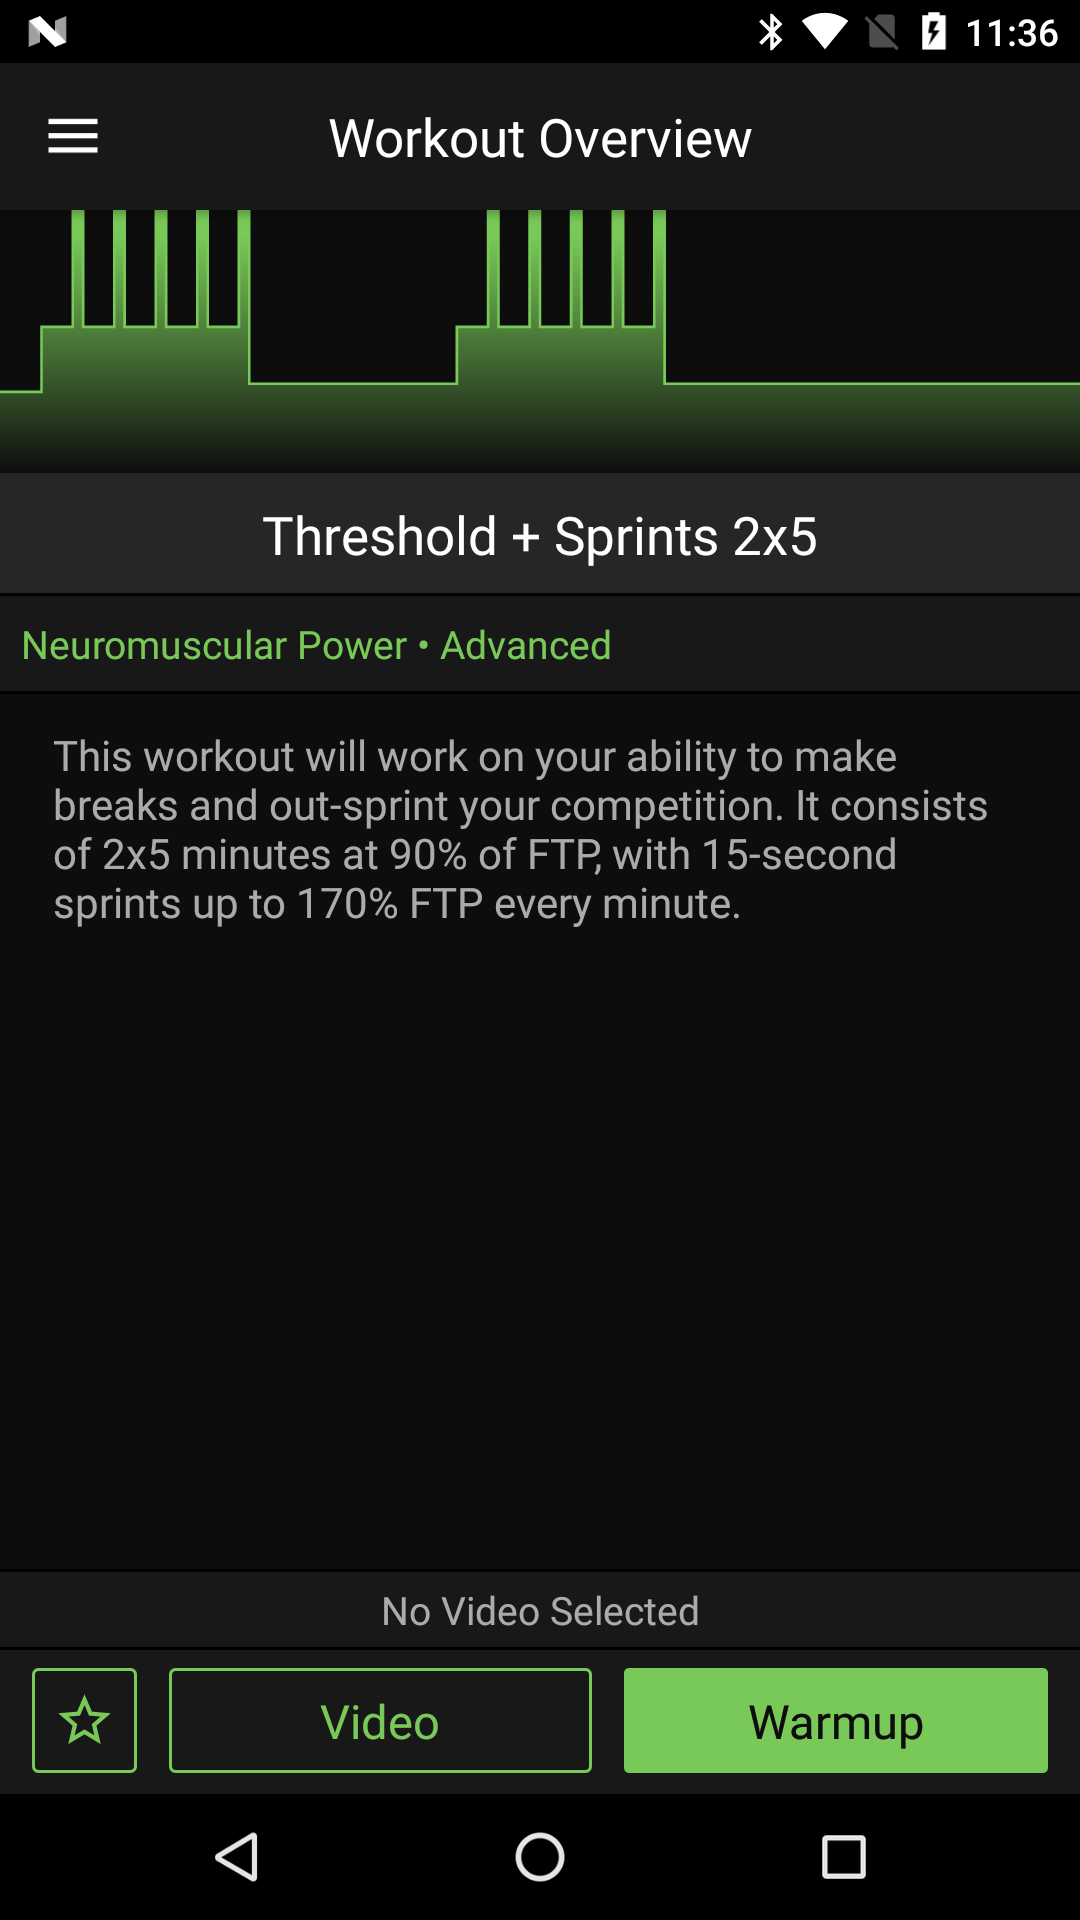 11:36
Workout Overview
Threshold + Sprints 2x5
Neuromuscular Power • Advanced
This workout will work on your ability to make
breaks and out-sprint your competition. It consists
of 2x5 minutes at 90% of FTP, with 15-second
sprints up to 170% FTP every minute.
No Video Selected
Video
Warmup